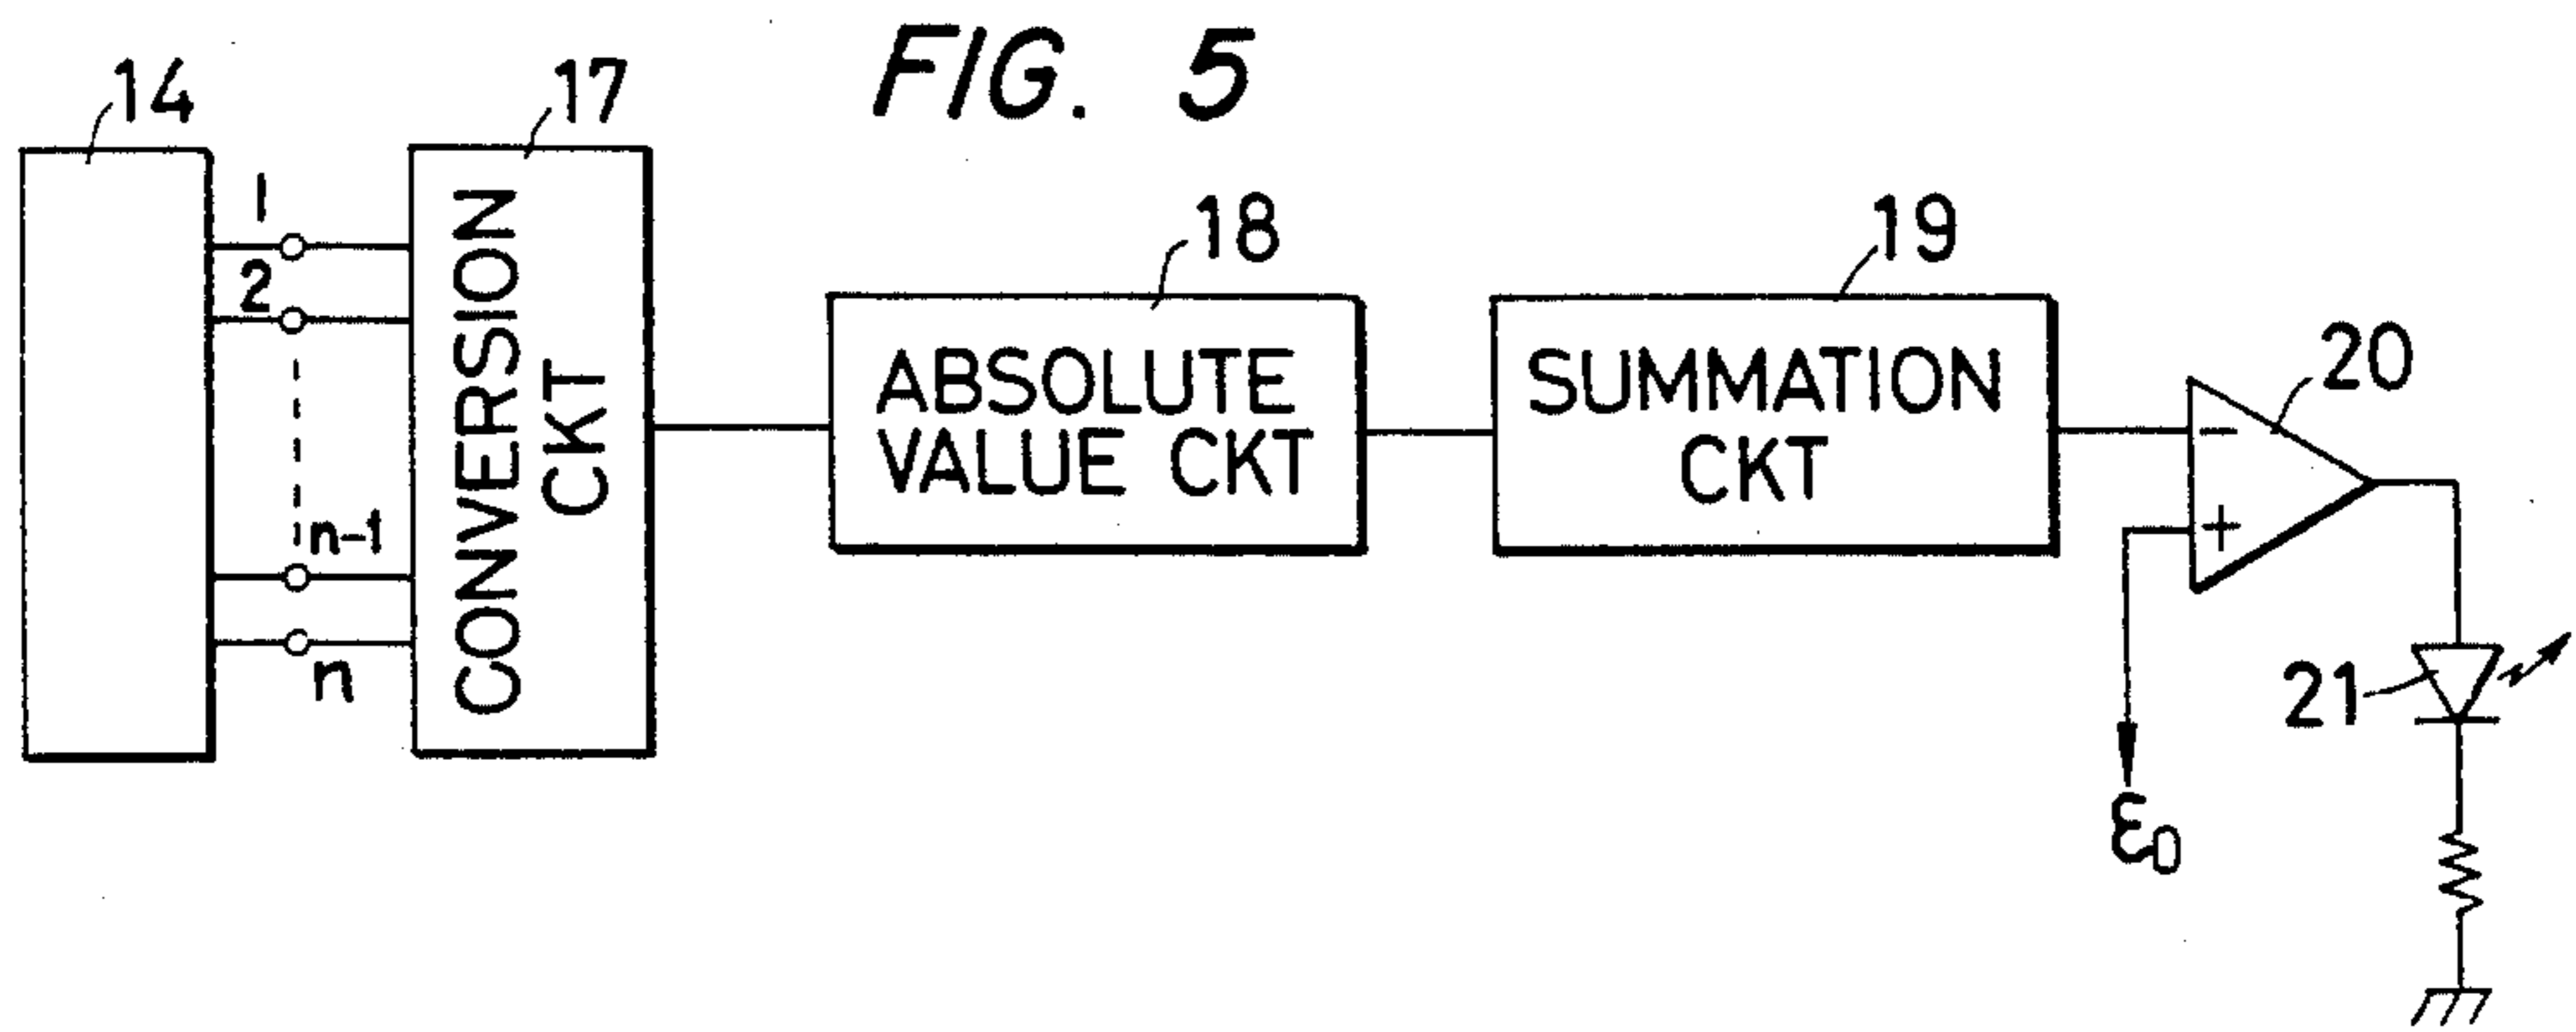 FIG. 5
14
17
1
2
n-1
n
CONVERSION
CKT
18
ABSOLUTE
VALUE CKT
19
SUMMATION
CKT
20
−
+
ε0
21